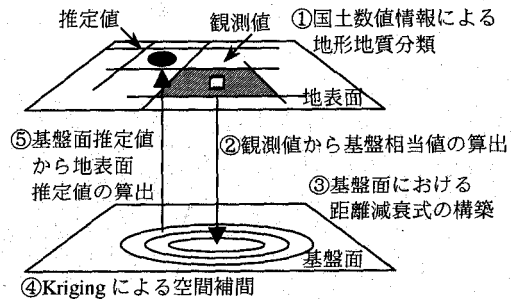 推定値
観測値
①国土数値情報による
地形地質分類
地表面
⑤基盤面推定値
から地表面
推定値の算出
②観測値から基盤相当値の算出
③基盤面における
距離減衰式の構築
基盤面
④Krigingによる空間補間